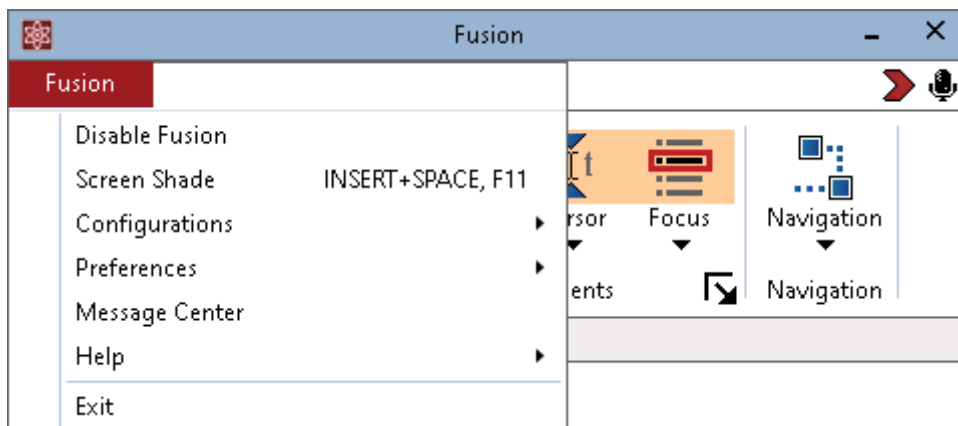 Fusion
Fusion
Disable Fusion
Screen Shade INSERT+SPACE, F11
Configurations
Preferences
Message Center
Help
Exit
rsor Focus Navigation
ents Navigation